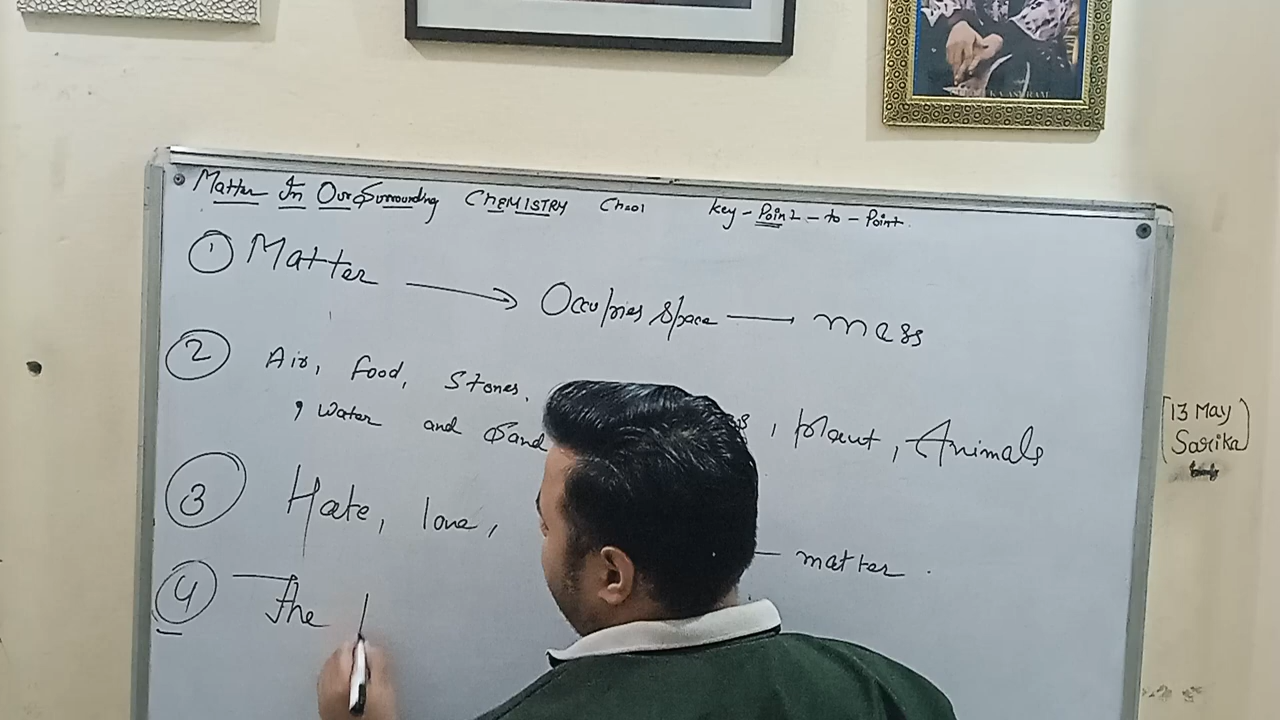 Matter In Our Surrounding CHEMISTRY Ch=01 key-Point-to-Point.
① Matter → Occupies Space — mass
② Air, food, Stones,
, water and Sand , plant, Animals
③ Hate, love, — matter.
④ The
[13 May
Sarika]